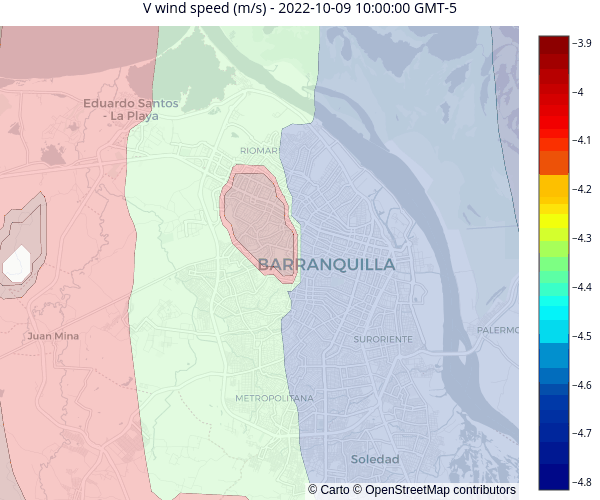 V wind speed (m/s) - 2022-10-09 10:00:00 GMT-5
Eduardo Santos
- La Playa
RIOMAR
BARRANQUILLA
Juan Mina
SURORIENTE
PALERMO
METROPOLITANA
Soledad
© Carto © OpenStreetMap contributors
−3.9
−4
−4.1
−4.2
−4.3
−4.4
−4.5
−4.6
−4.7
−4.8